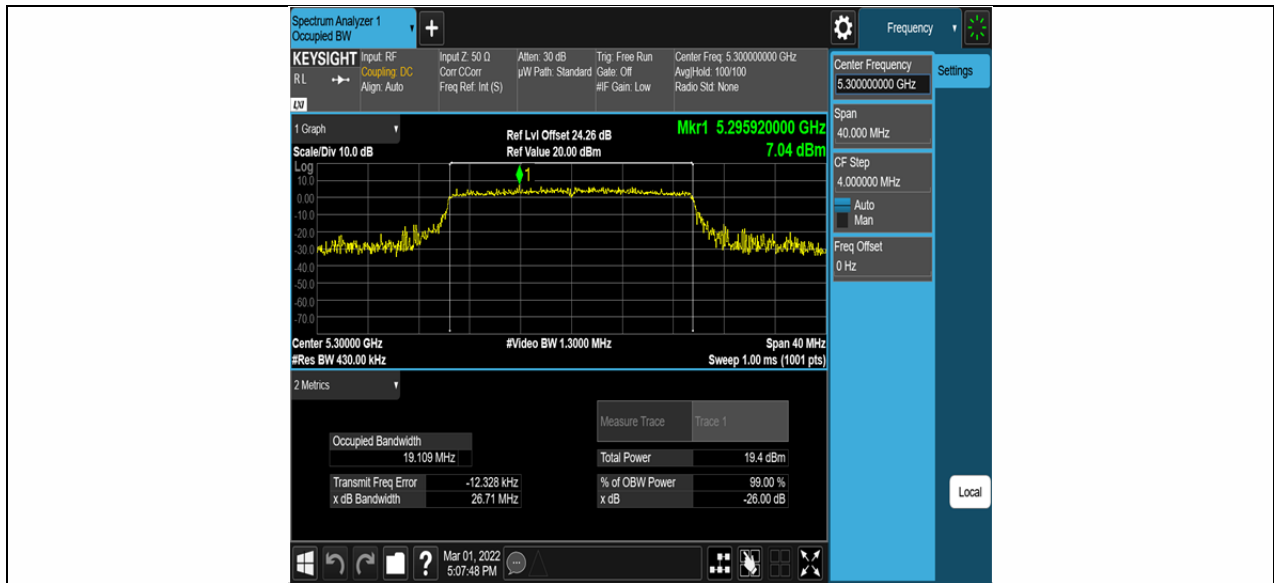 Spectrum Analyzer 1
Occupied BW
+
Frequency
KEYSIGHT
RL
LXI
Input: RF
Coupling: DC
Align: Auto
Input Z: 50 Ω
Corr CCorr
Freq Ref: Int (S)
Atten: 30 dB
µW Path: Standard
Trig: Free Run
Gate: Off
#IF Gain: Low
Center Freq: 5.300000000 GHz
Avg|Hold: 100/100
Radio Std: None
Center Frequency
5.300000000 GHz
Settings
Span
40.000 MHz
CF Step
4.000000 MHz
Auto
Man
Freq Offset
0 Hz
Local
1 Graph
Scale/Div 10.0 dB
Ref Lvl Offset 24.26 dB
Ref Value 20.00 dBm
Mkr1 5.295920000 GHz
7.04 dBm
Log
1
10.0
0.00
-10.0
-20.0
-30.0
-40.0
-50.0
-60.0
-70.0
Center 5.30000 GHz
#Video BW 1.3000 MHz
Span 40 MHz
#Res BW 430.00 kHz
Sweep 1.00 ms (1001 pts)
2 Metrics
Measure Trace Trace 1
Occupied Bandwidth
19.109 MHz
Total Power 19.4 dBm
Transmit Freq Error -12.328 kHz
% of OBW Power 99.00 %
x dB Bandwidth 26.71 MHz
x dB -26.00 dB
?
Mar 01, 2022
5:07:48 PM